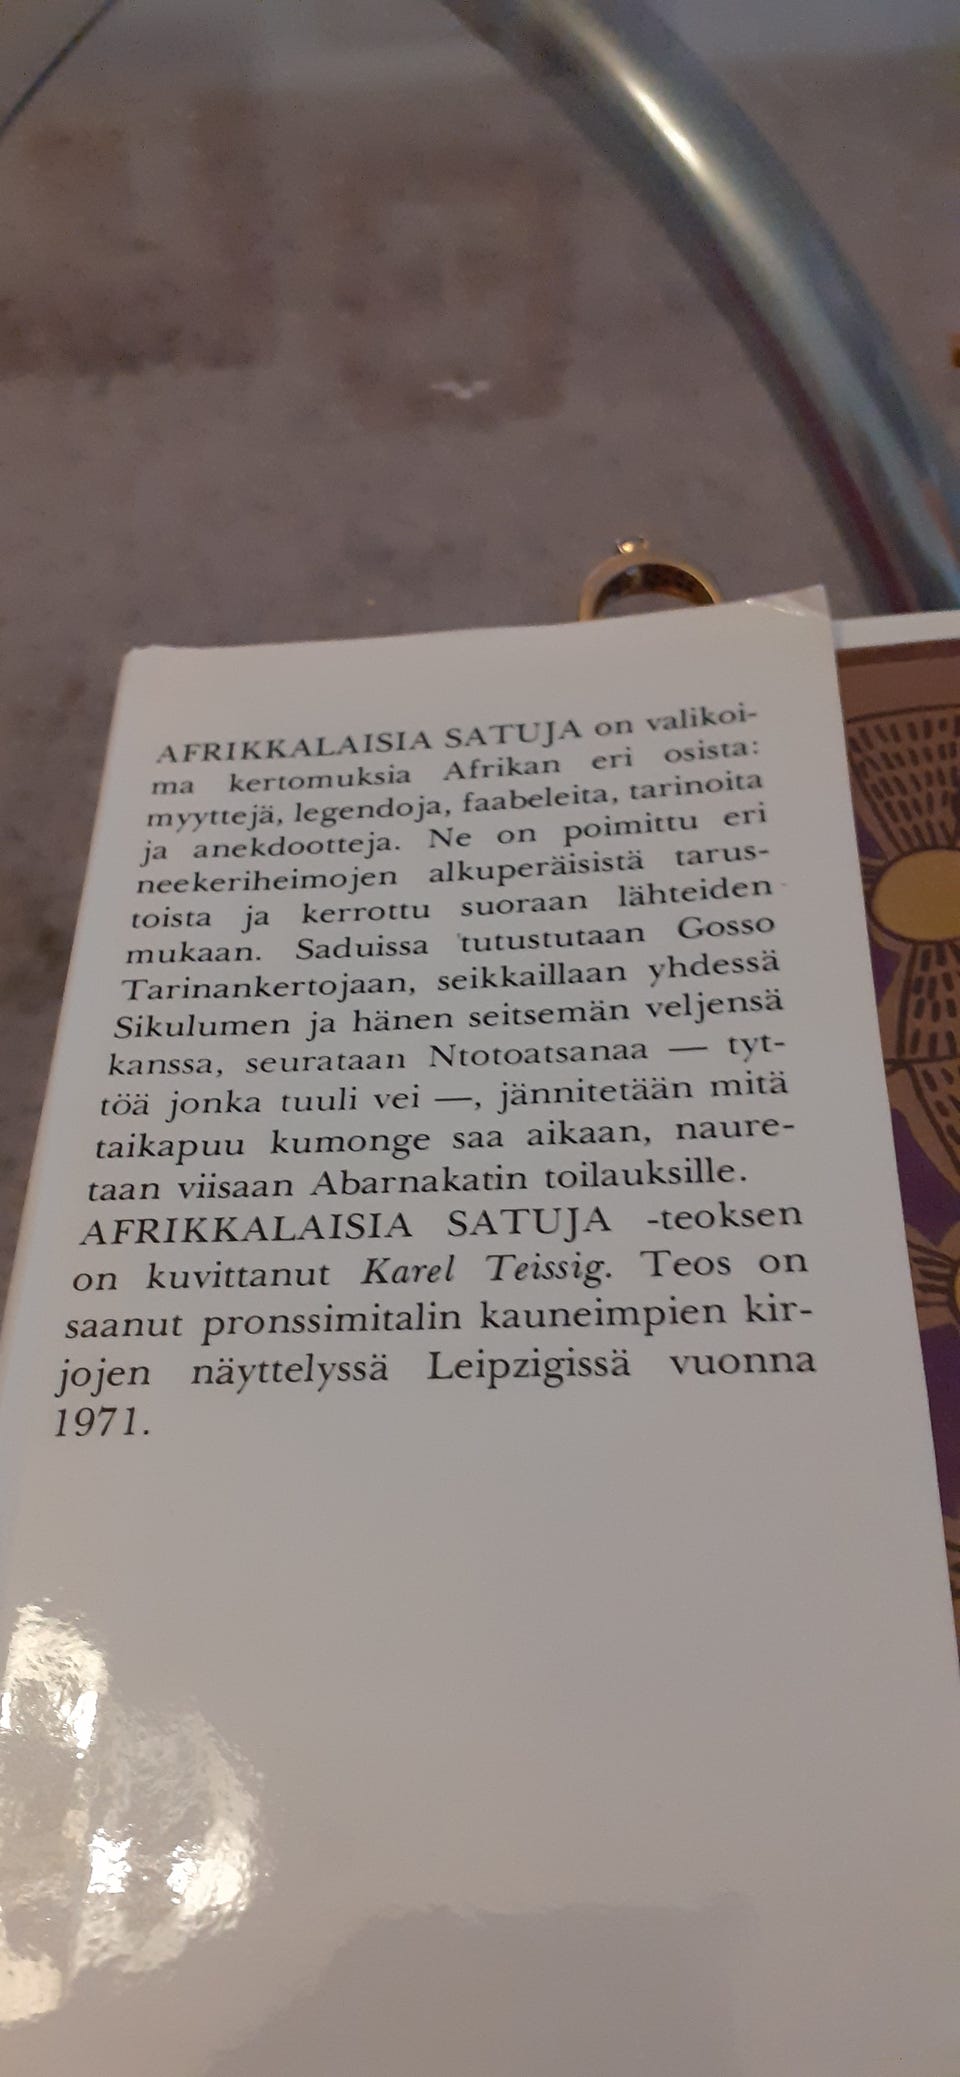 AFRIKKALAISIA SATUJA on valikoi-
ma kertomuksia Afrikan eri osista:
myyttejä, legendoja, faabeleita, tarinoita
ja anekdootteja. Ne on poimittu eri
neekeriheimojen alkuperäisistä tarus-
toista ja kerrottu suoraan lähteiden
mukaan. Saduissa tutustutaan Gosso
Tarinankertojaan, seikkaillaan yhdessä
Sikulumen ja hänen seitsemän veljensä
kanssa, seurataan Ntotoatsanaa — tyt-
töä jonka tuuli vei —, jännitetään mitä
taikapuu kumonge saa aikaan, naure-
taan viisaan Abarnakatin toilauksille.
AFRIKKALAISIA SATUJA -teoksen
on kuvittanut Karel Teissig. Teos on
saanut pronssimitalin kauneimpien kir-
jojen näyttelyssä Leipzigissä vuonna
1971.